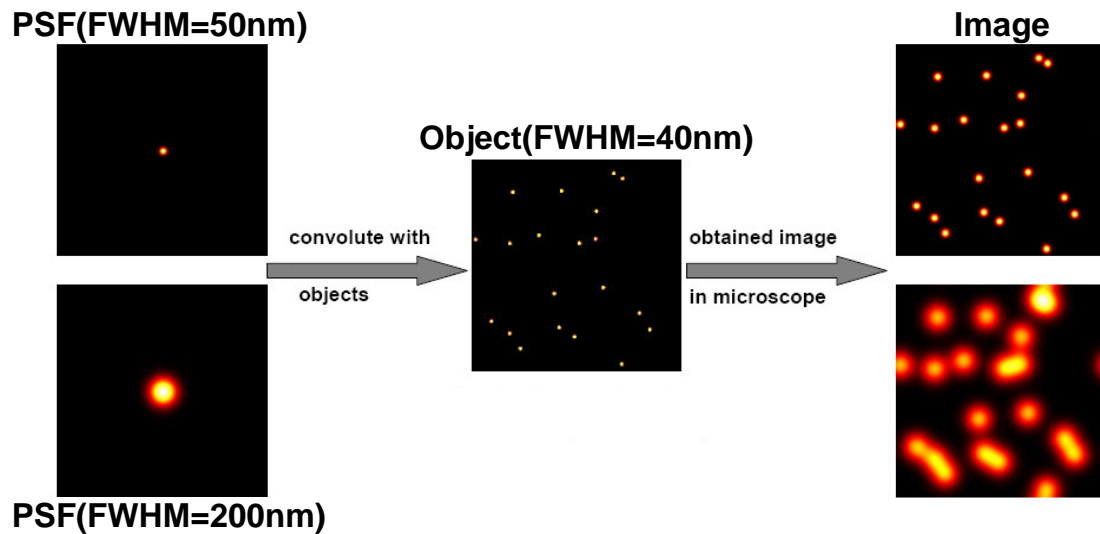 PSF(FWHM=50nm)
Image
Object(FWHM=40nm)
convolute with
objects
obtained image
in microscope
PSF(FWHM=200nm)